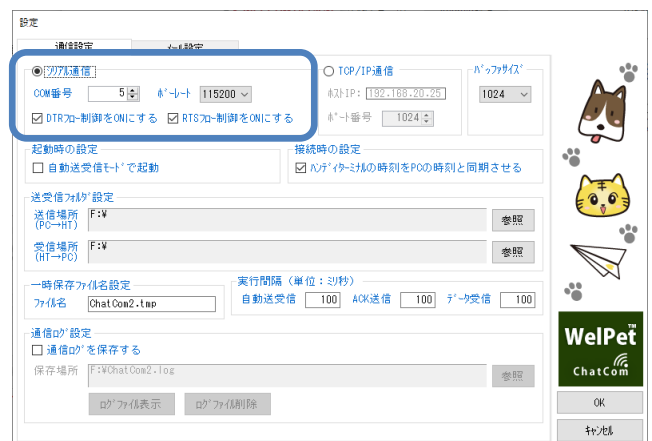 設定
通信設定 メール設定
シリアル通信
COM番号 5 ボーレート 115200
DTRフロー制御をONにする RTSフロー制御をONにする
TCP/IP通信
ホストIP: 192.168.20.25
ポート番号 1024
バッファサイズ
1024
起動時の設定
自動送受信モードで起動
接続時の設定
ハンディターミナルの時刻をPCの時刻と同期させる
送受信フォルダ設定
送信場所 F:¥ 参照
(PC→HT)
受信場所 F:¥ 参照
(HT→PC)
一時保存ファイル名設定
ファイル名 ChatCom2.tmp
実行間隔（単位：ミリ秒）
自動送受信 100 ACK送信 100 データ受信 100
通信ログ設定
通信ログを保存する
保存場所 F:¥ChatCom2.log 参照
ログファイル表示 ログファイル削除
WelPet™
ChatCom
OK
キャンセル